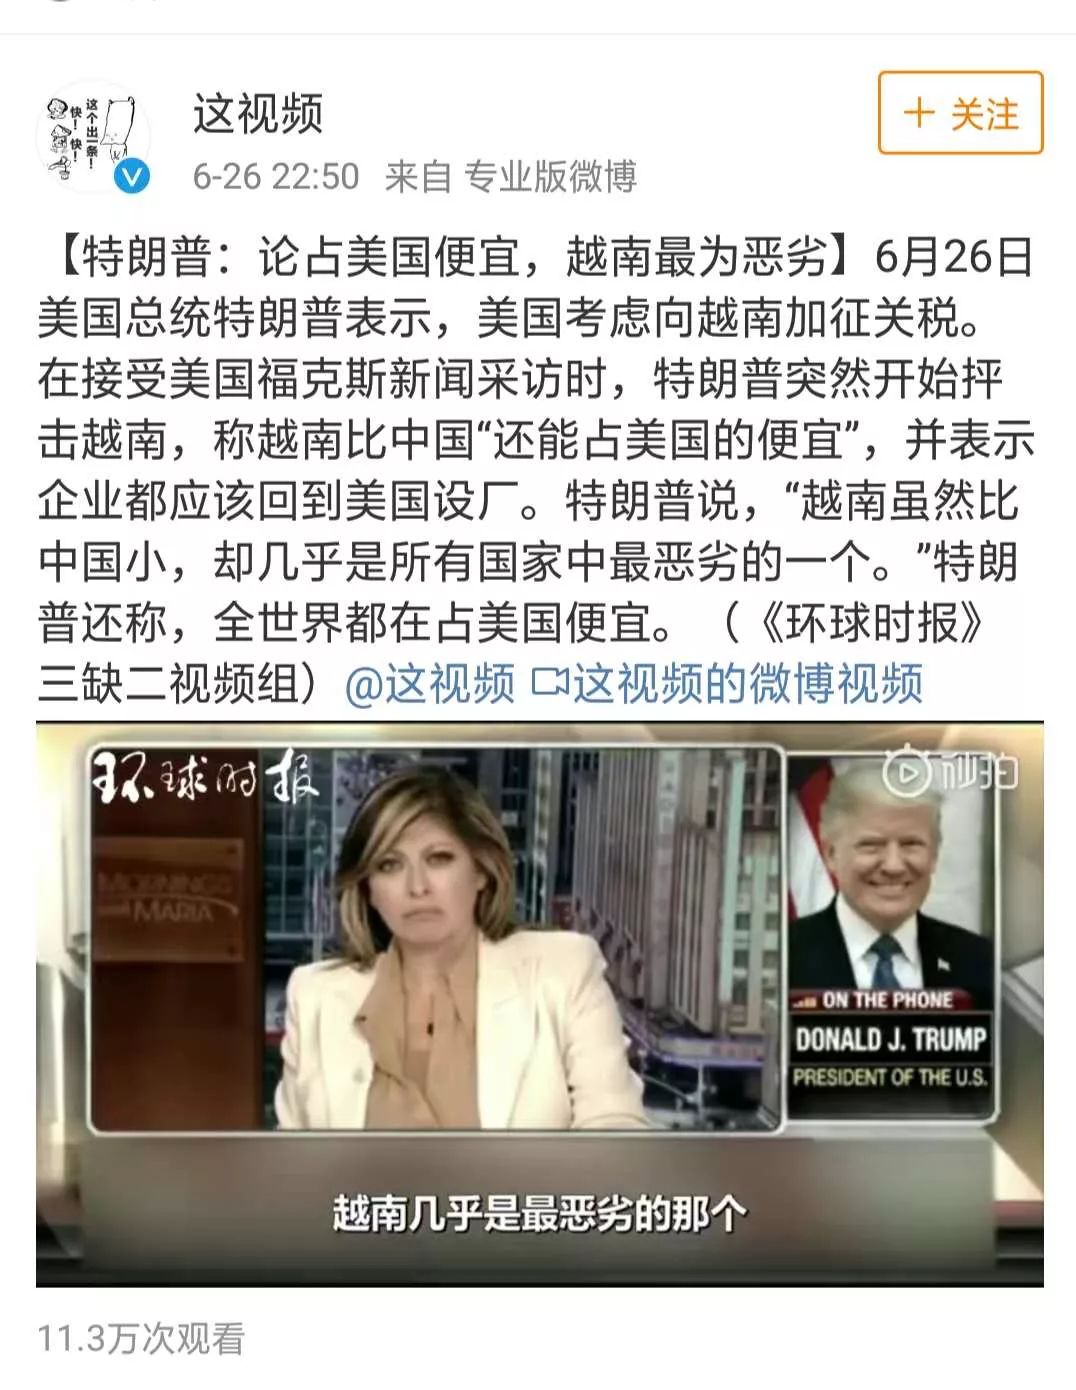 这个出一条!
快!
快!
这视频
+ 关注
6-26 22:50 来自 专业版微博
【特朗普：论占美国便宜，越南最为恶劣】6月26日
美国总统特朗普表示，美国考虑向越南加征关税。
在接受美国福克斯新闻采访时，特朗普突然开始抨
击越南，称越南比中国“还能占美国的便宜”，并表示
企业都应该回到美国设厂。特朗普说，“越南虽然比
中国小，却几乎是所有国家中最恶劣的一个。”特朗
普还称，全世界都在占美国便宜。（《环球时报》
三缺二视频组）@这视频 这视频的微博视频
环球时报
秒拍
MORNINGS
MARIA
ON THE PHONE
DONALD J. TRUMP
PRESIDENT OF THE U.S.
越南几乎是最恶劣的那个
11.3万次观看